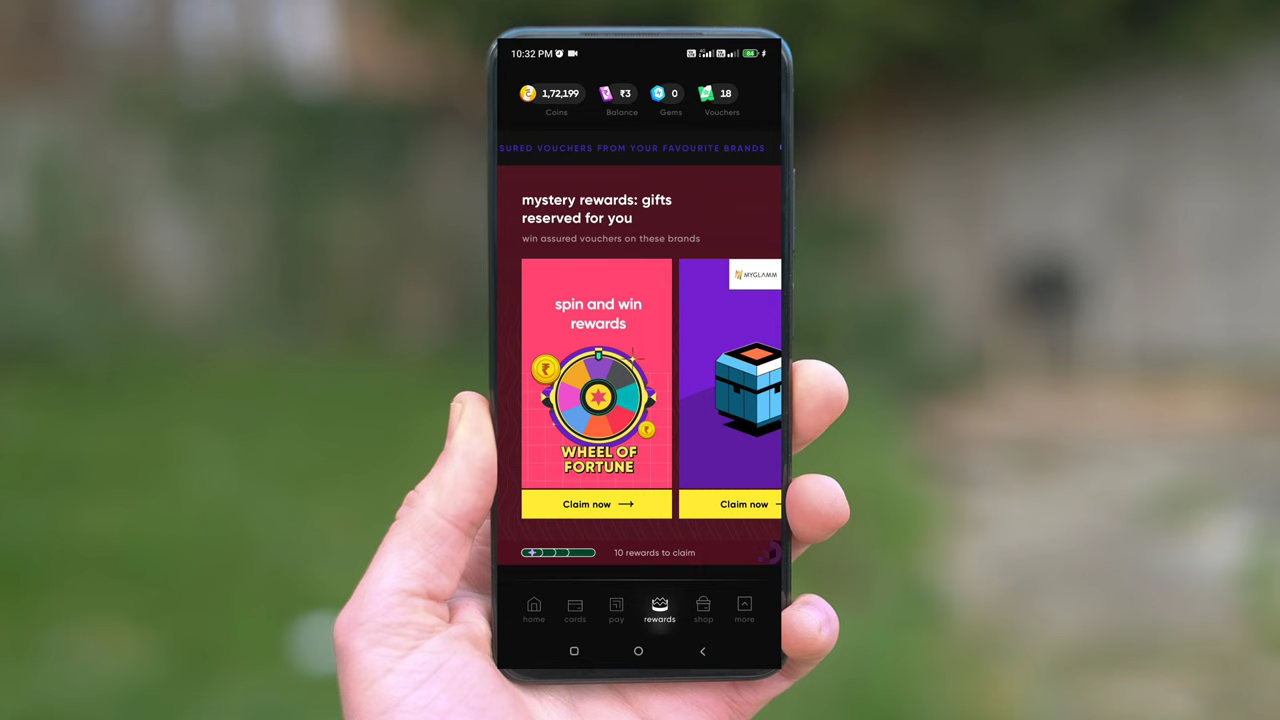 10:32 PM
84
1,72,199
₹3
0
18
Coins
Balance
Gems
Vouchers
SURED VOUCHERS FROM YOUR FAVOURITE BRANDS
mystery rewards: gifts
reserved for you
win assured vouchers on these brands
spin and win
rewards
WHEEL OF
FORTUNE
Claim now
MYGLAMM
Claim now
10 rewards to claim
home
cards
pay
rewards
shop
more